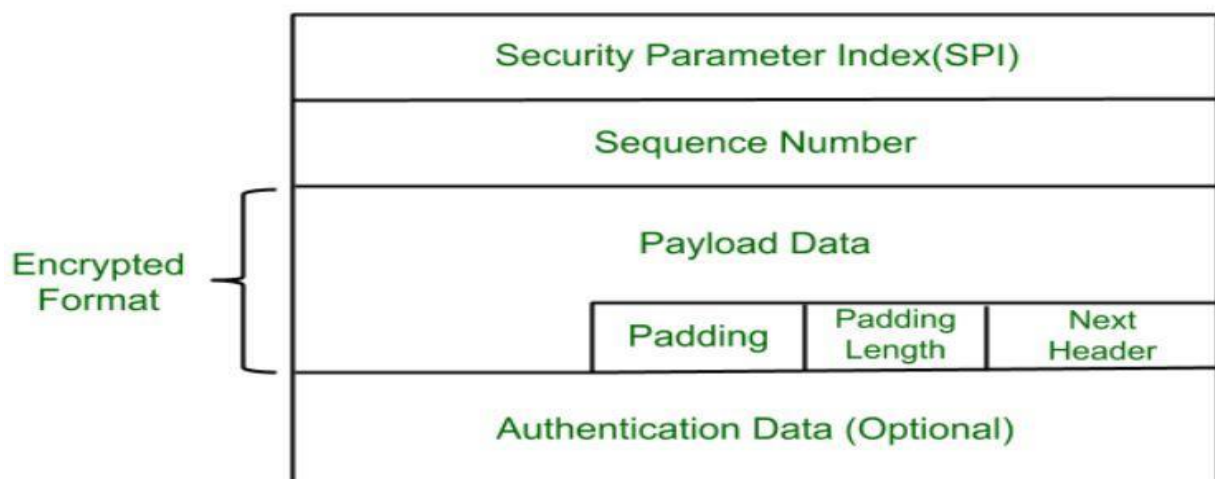 Security Parameter Index(SPI)
Sequence Number
Encrypted
Format
Payload Data
Padding
Padding
Length
Next
Header
Authentication Data (Optional)